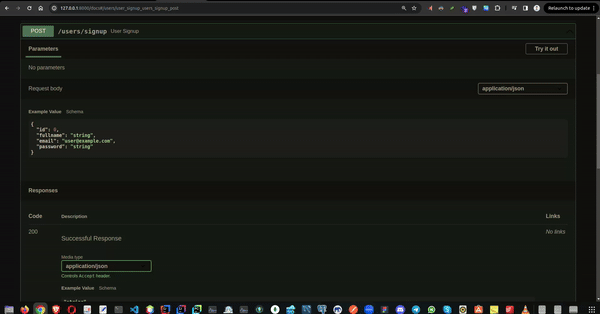 127.0.0.1:8000/docs#/users/user_signup_users_signup_post
Relaunch to update
POST /users/signup User Signup
Parameters
Try it out
No parameters
Request body
application/json
Example Value Schema
{
"id": 0,
"fullname": "string",
"email": "user@example.com",
"password": "string"
}
Responses
Code Description Links
200 Successful Response No links
Media type
application/json
Controls Accept header.
Example Value Schema
"string"